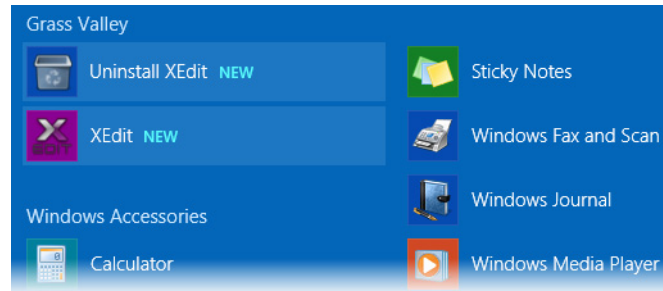 Grass Valley
Uninstall XEdit NEW
XEdit NEW
Windows Accessories
Calculator
Sticky Notes
Windows Fax and Scan
Windows Journal
Windows Media Player